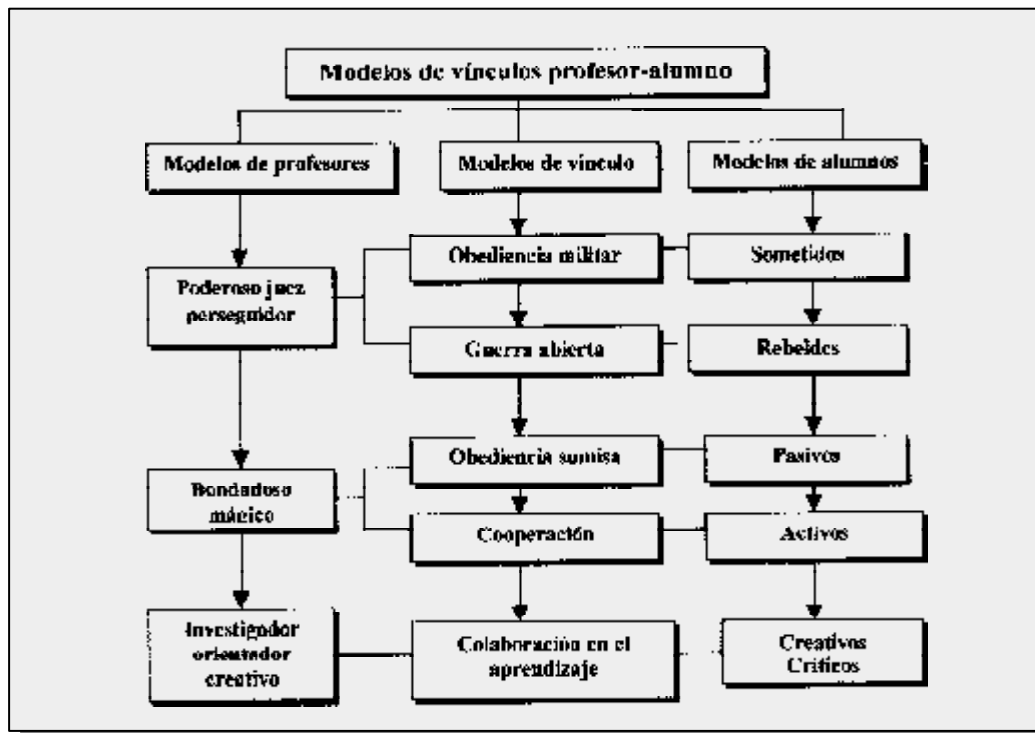 Modelos de vínculos profesor-alumno
Modelos de profesores
Modelos de vínculo
Modelos de alumnos
Obediencia militar
Sometidos
Poderoso juez
perseguidor
Guerra abierta
Rebeldes
Obediencia sumisa
Pasivos
Bondadoso
mágico
Cooperación
Activos
Investigador
orientador
creativo
Colaboración en el
aprendizaje
Creativos
Críticos